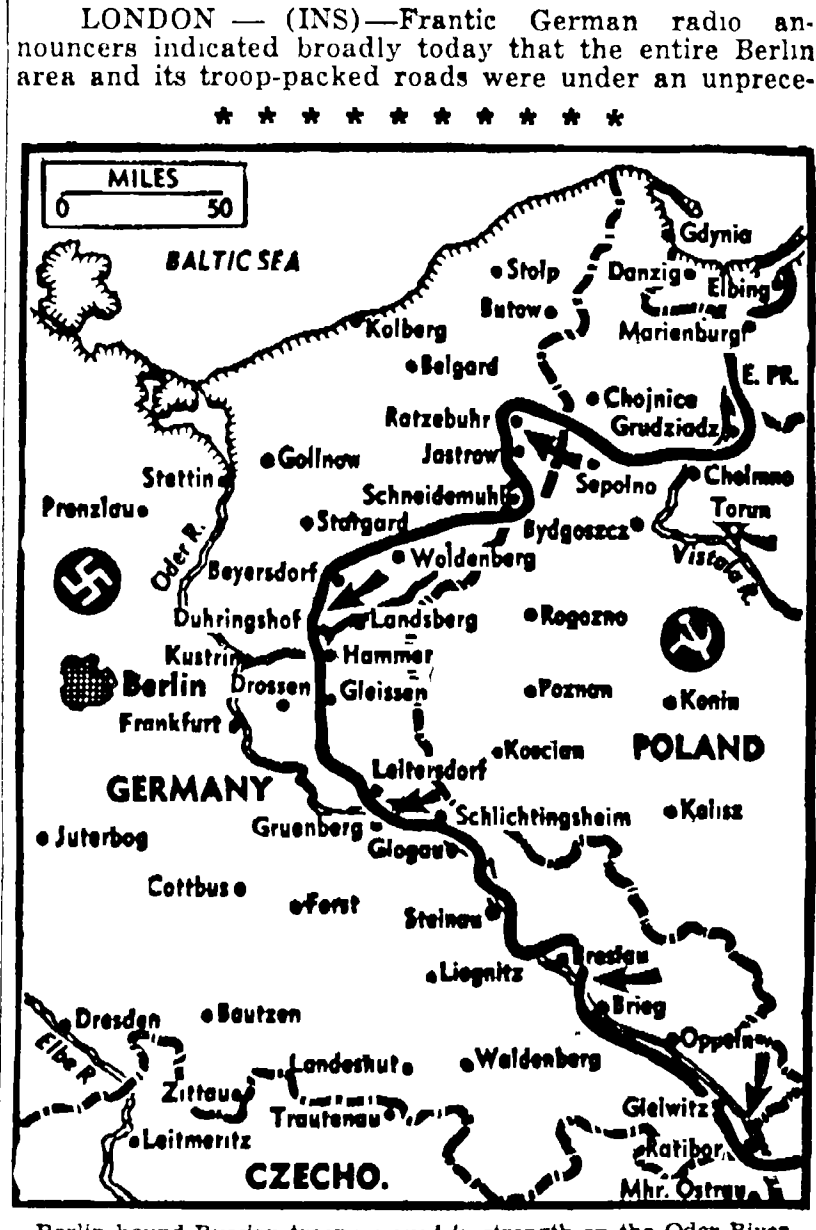 LONDON — (INS)—Frantic German radio an-
nouncers indicated broadly today that the entire Berlin
area and its troop-packed roads were under an unprece-
* * * * * * * * * *
MILES
0 50
BALTIC SEA
Gdynia
Stolp
Danzig
Elbing
Butow
Marienburg
Kolberg
Belgard
E. PR.
Chojnice
Ratzebuhr
Grudziadz
Jastrow
Gollnow
Stettin
Sepolno
Chelmno
Schneidemuhl
Prenzlau
Stargard
Bydgoszcz
Torun
Oder R.
Woldenberg
Vistula R.
Beyersdorf
Duhringshof
Landsberg
Rogozno
Kustrin
Hammer
Berlin
Drossen
Gleissen
Poznan
Konin
Frankfurt
Koscian
POLAND
Leitersdorf
GERMANY
Schlichtingsheim
Kalisz
Gruenberg
Juterbog
Glogau
Cottbus
Forst
Steinau
Breslau
Liegnitz
Brieg
Dresden
Bautzen
Oppeln
Elbe R
Landeshut
Waldenberg
Zittau
Gleiwitz
Trautenau
Leitmeritz
Ratibor
CZECHO.
Mhr. Ostrau